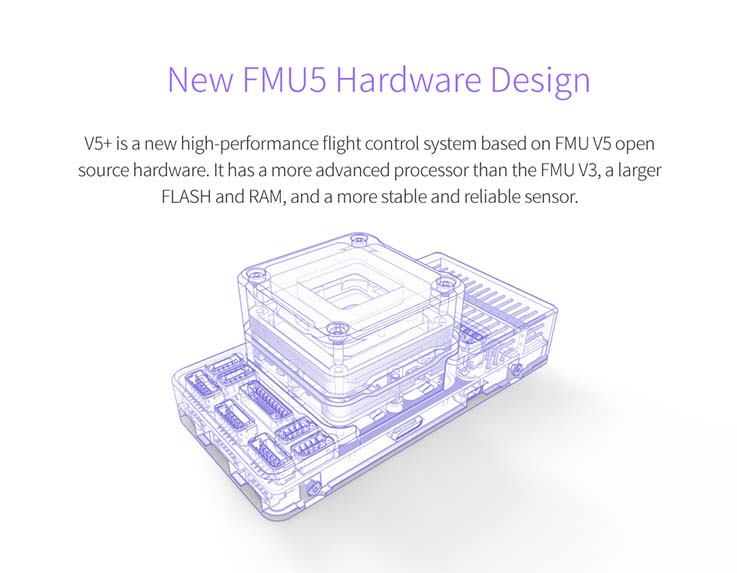 New FMU5 Hardware Design
V5+ is a new high-performance flight control system based on FMU V5 open
source hardware. It has a more advanced processor than the FMU V3, a larger
FLASH and RAM, and a more stable and reliable sensor.